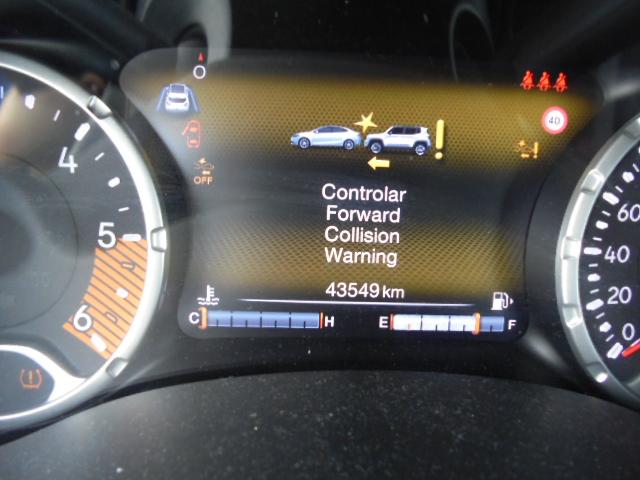 O
40
OFF
4
5
6
Controlar
Forward
Collision
Warning
43549 km
C H E F
60
40
20
0